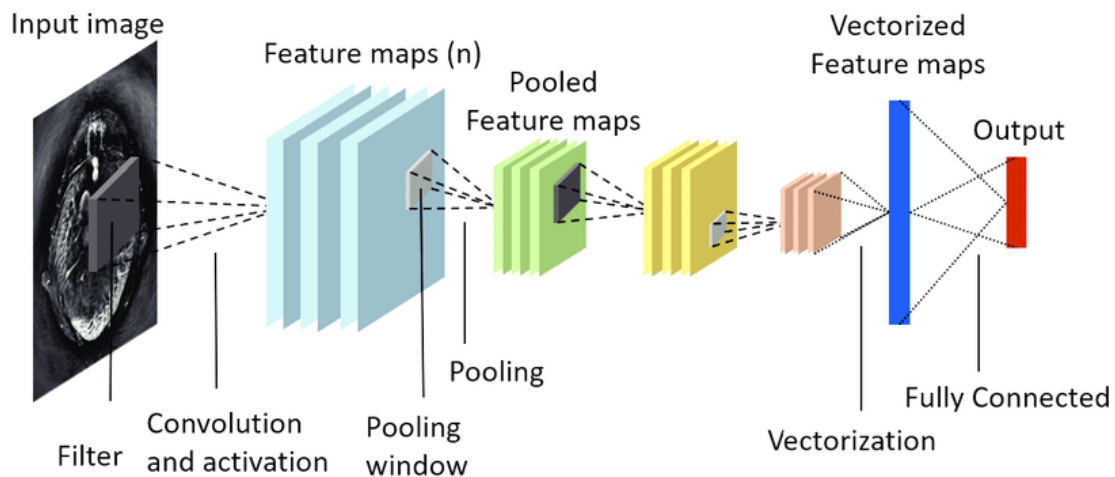 Input image
Feature maps (n)
Pooled
Feature maps
Vectorized
Feature maps
Output
Filter
Convolution
and activation
Pooling
window
Pooling
Vectorization
Fully Connected